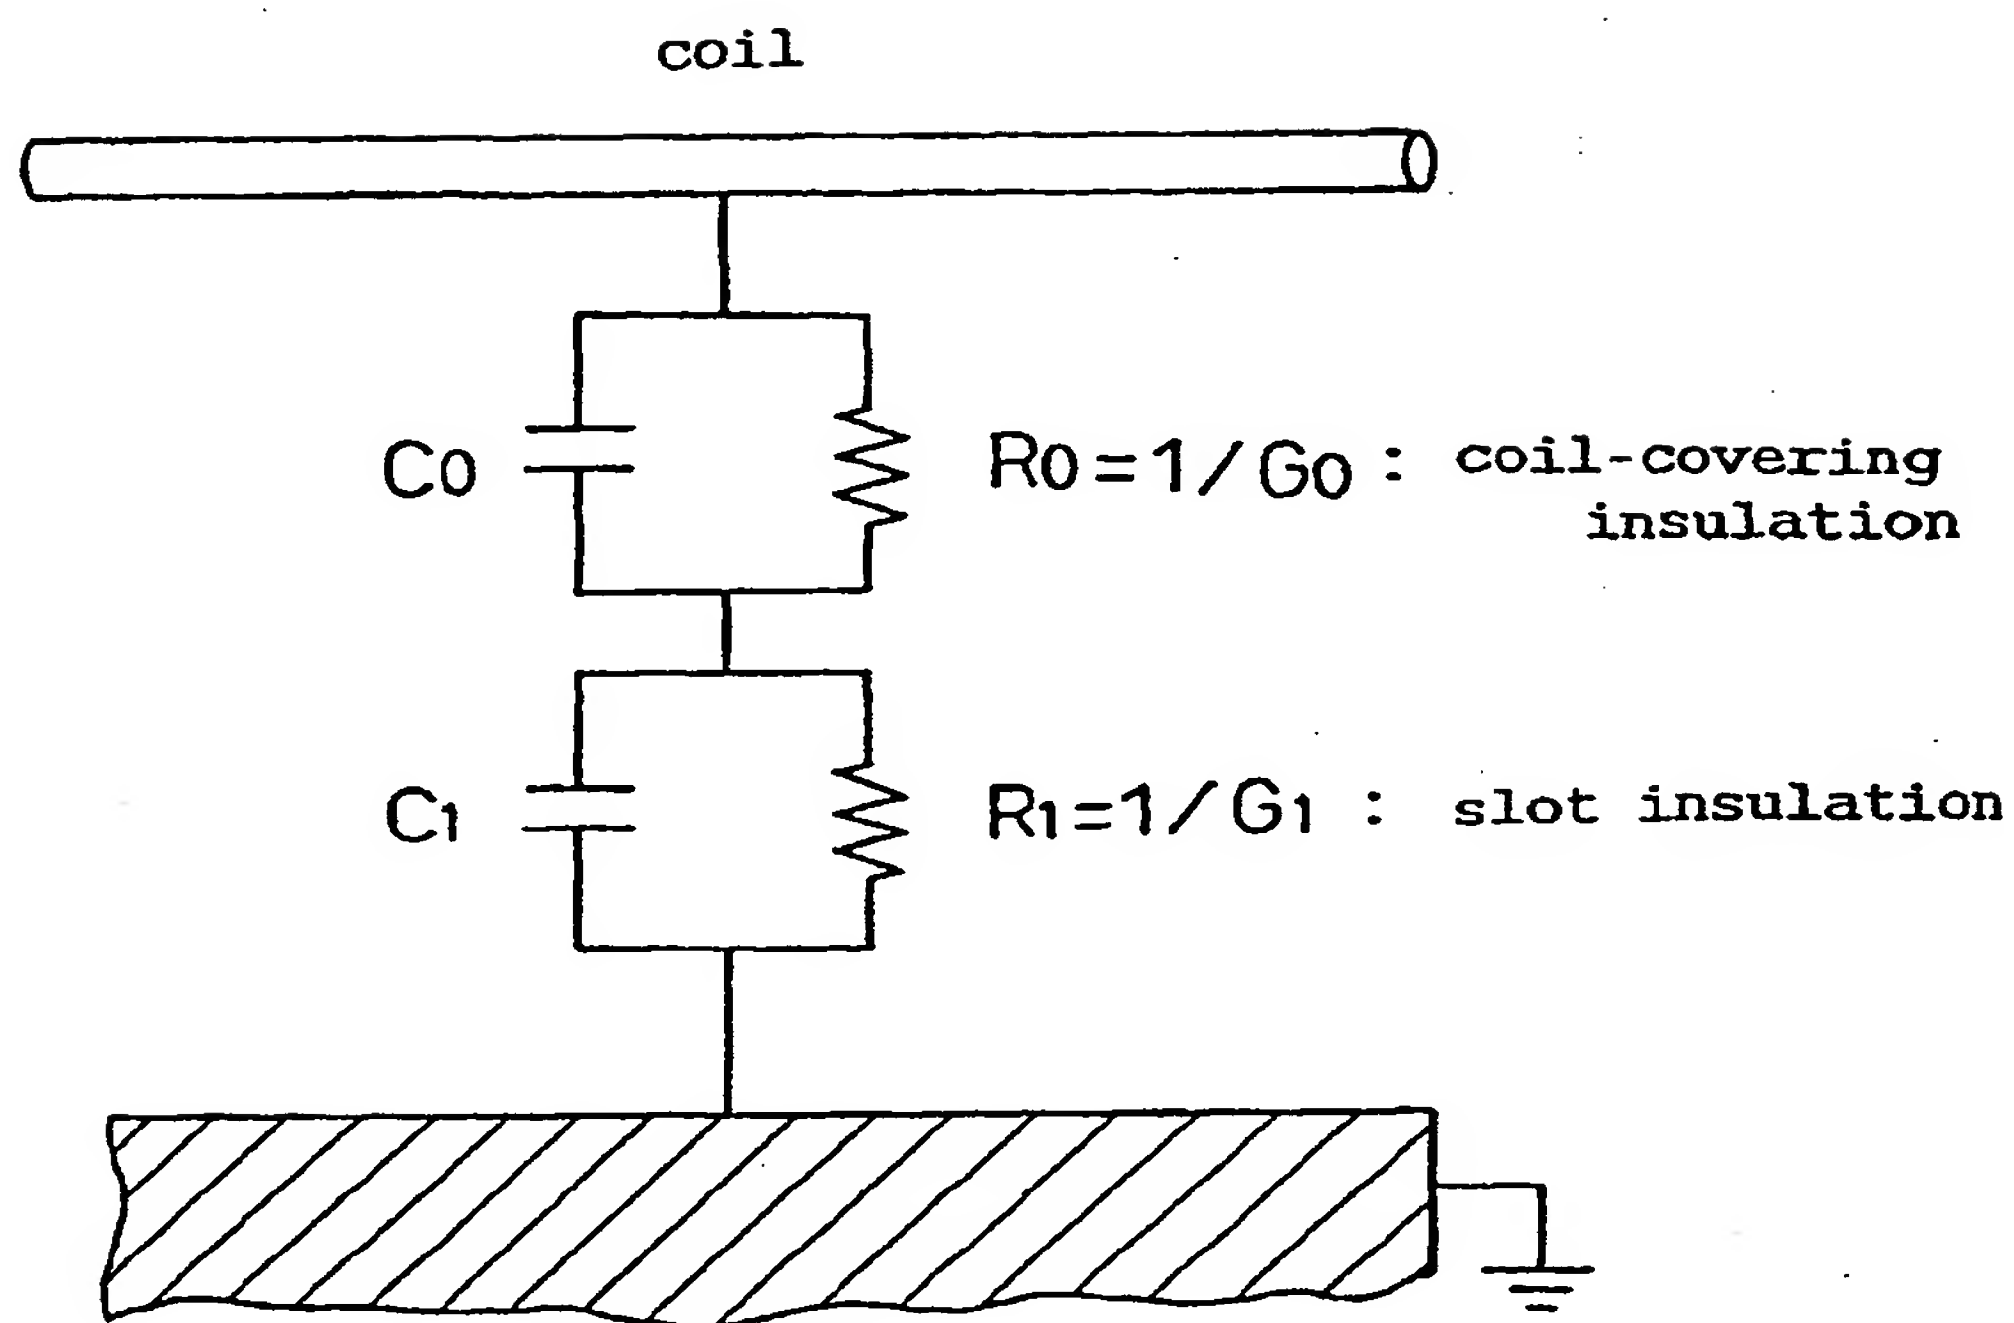 coil
C0 R0=1/G0 : coil-covering
insulation
C1 R1=1/G1 : slot insulation